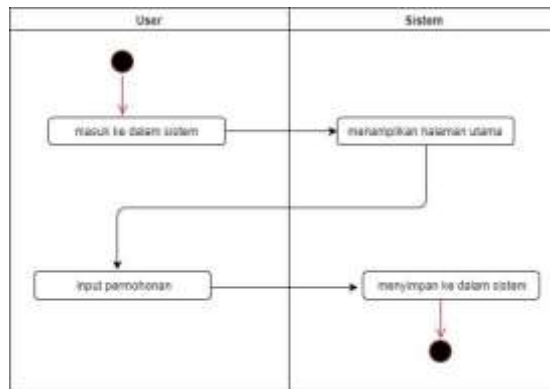 User
Sistem
masuk ke dalam sistem
menampilkan halaman utama
input permohonan
menyimpan ke dalam sistem